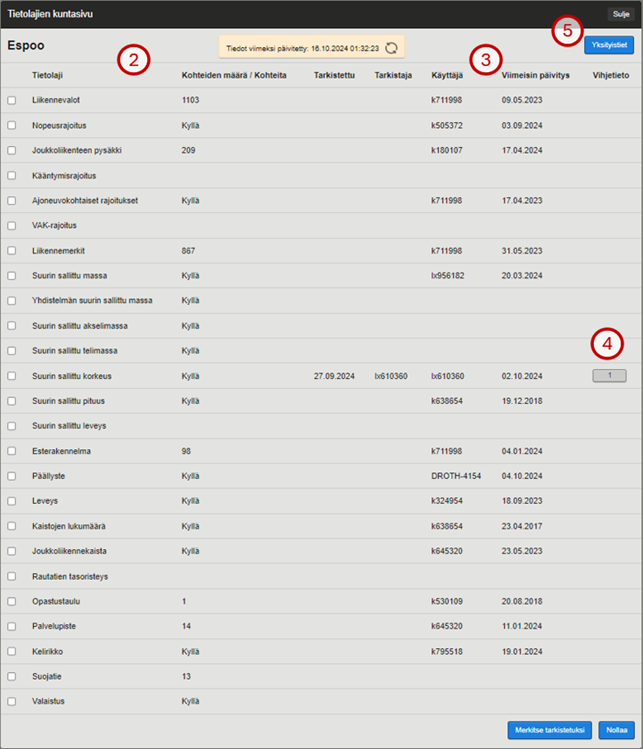 Tietolajien kuntasivu Sulje
5
Espoo Tiedot viimeksi päivitetty: 16.10.2024 01:32:23 Yksityistiet
2 3
Tietolaji Kohteiden määrä / Kohteita Tarkistettu Tarkistaja Käyttäjä Viimeisin päivitys Vihjetieto
Liikennevalot 1103 k711998 09.05.2023
Nopeusrajoitus Kyllä k505372 03.09.2024
Joukkoliikenteen pysäkki 209 k180107 17.04.2024
Kääntymisrajoitus
Ajoneuvokohtaiset rajoitukset Kyllä k711998 17.04.2023
VAK-rajoitus
Liikennemerkit 867 k711998 31.05.2023
Suurin sallittu massa Kyllä lx956182 20.03.2024
Yhdistelmän suurin sallittu massa Kyllä
Suurin sallittu akselimassa Kyllä
Suurin sallittu telimassa Kyllä
4
Suurin sallittu korkeus Kyllä 27.09.2024 lx610360 lx610360 02.10.2024 1
Suurin sallittu pituus Kyllä k638654 19.12.2018
Suurin sallittu leveys
Esterakennelma 98 k711998 04.01.2024
Päällyste Kyllä DROTH-4154 04.10.2024
Leveys Kyllä k324954 18.09.2023
Kaistojen lukumäärä Kyllä k638654 23.04.2017
Joukkoliikennekaista Kyllä k645320 23.05.2023
Rautatien tasoristeys
Opastustaulu 1 k530109 20.08.2018
Palvelupiste 14 k645320 11.01.2024
Kelirikko Kyllä k795518 19.01.2024
Suojatie 13
Valaistus Kyllä
Merkitse tarkistetuksi Nollaa